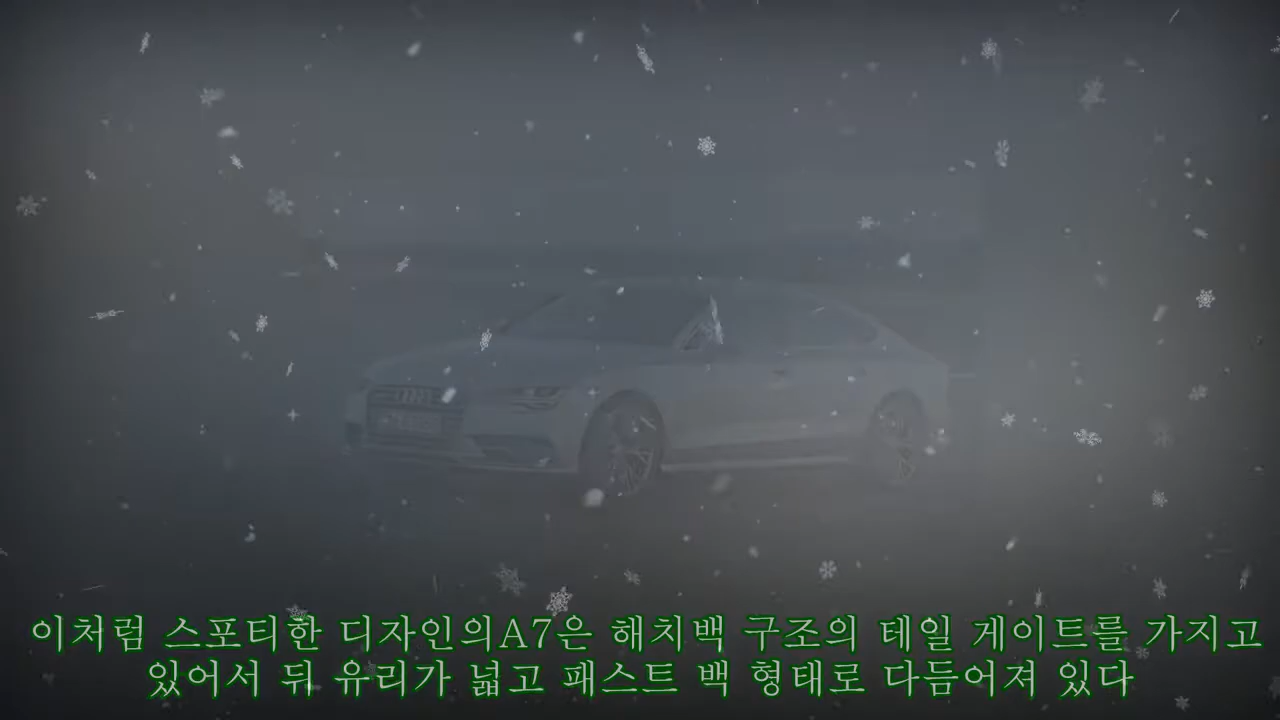 이처럼 스포티한 디자인의A7은 해치백 구조의 테일 게이트를 가지고
있어서 뒤 유리가 넓고 패스트 백 형태로 다듬어져 있다